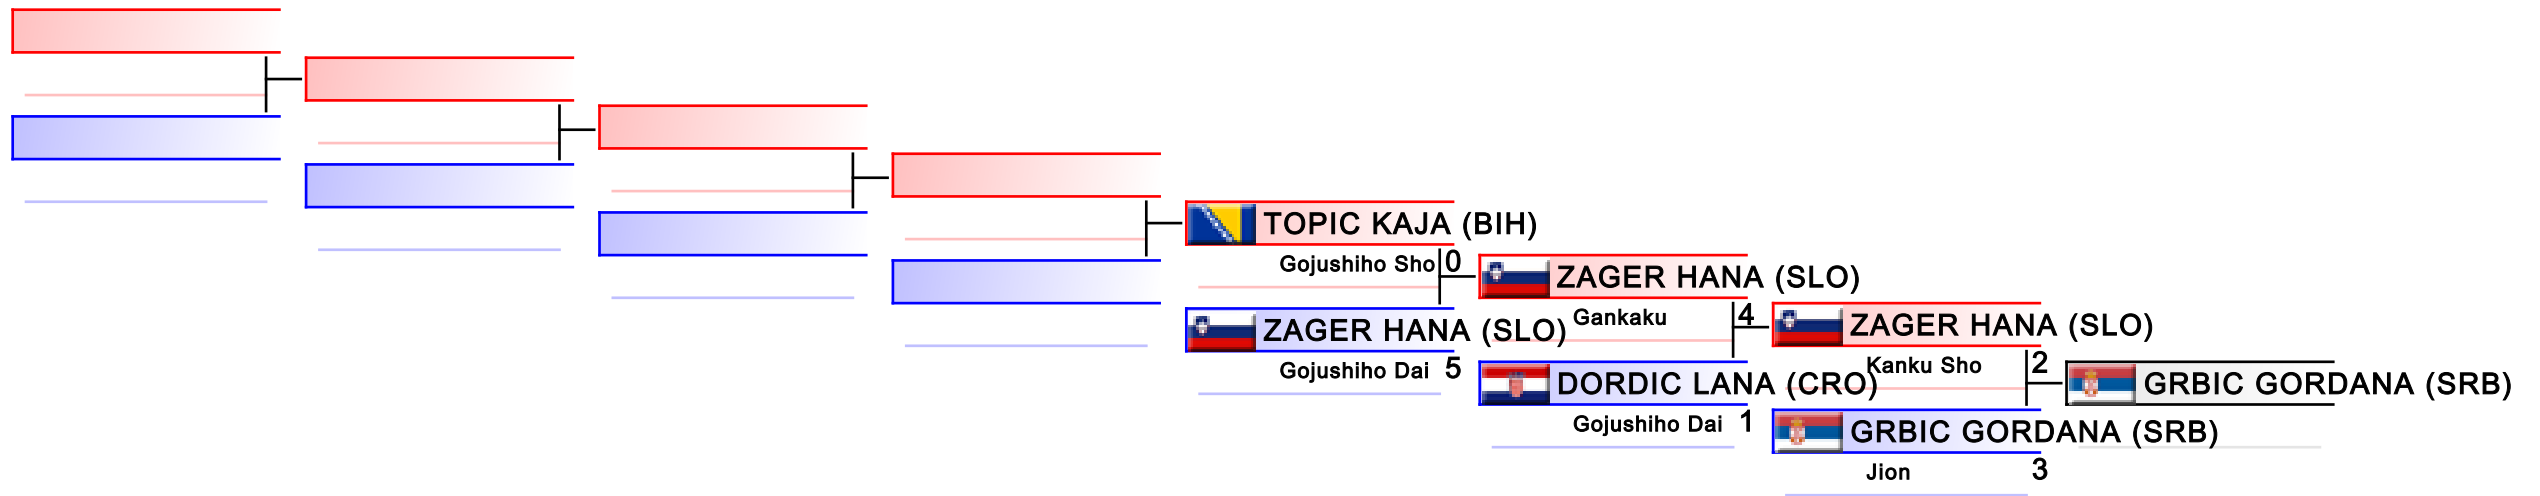 TOPIC KAJA (BIH)
Gojushiho Sho 0
ZAGER HANA (SLO)
Gojushiho Dai 5
ZAGER HANA (SLO)
Gankaku 4
DORDIC LANA (CRO)
Gojushiho Dai 1
ZAGER HANA (SLO)
Kanku Sho 2
GRBIC GORDANA (SRB)
Jion 3
GRBIC GORDANA (SRB)